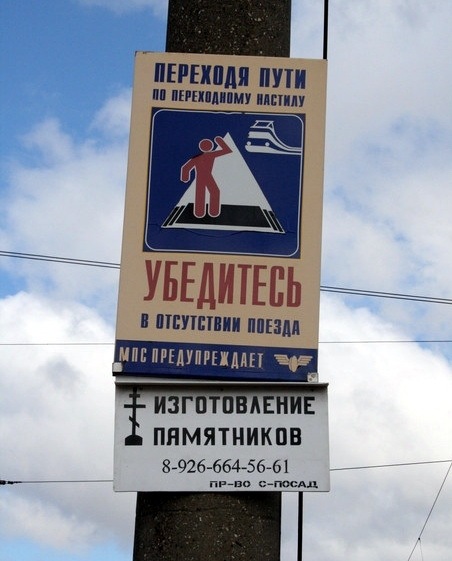 ПЕРЕХОДЯ ПУТИ
ПО ПЕРЕХОДНОМУ НАСТИЛУ
УБЕДИТЕСЬ
В ОТСУТСТВИИ ПОЕЗДА
МПС ПРЕДУПРЕЖДАЕТ
ИЗГОТОВЛЕНИЕ
ПАМЯТНИКОВ
8-926-664-56-61
ПР-ВО С-ПОСАД